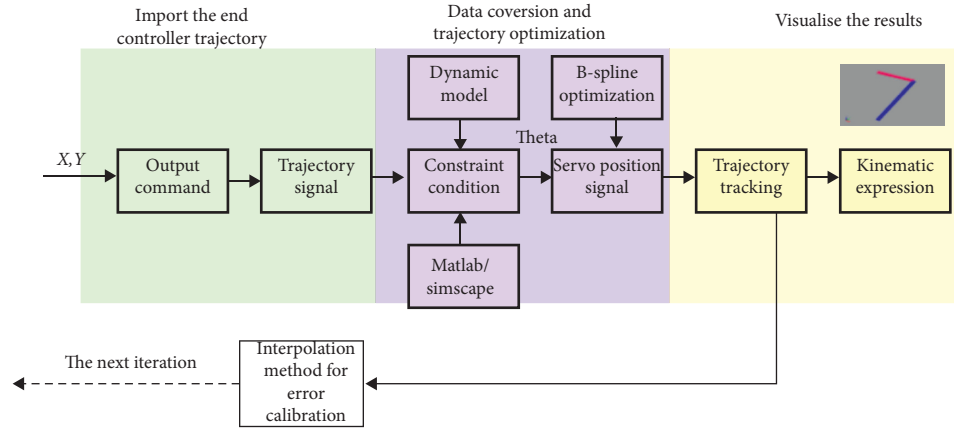 Import the end
controller trajectory
Data coversion and
trajectory optimization
Visualise the results
Dynamic
model
B-spline
optimization
Theta
X, Y
Output
command
Trajectory
signal
Constraint
condition
Servo position
signal
Trajectory
tracking
Kinematic
expression
Matlab/
simscape
The next iteration
Interpolation
method for
error
calibration